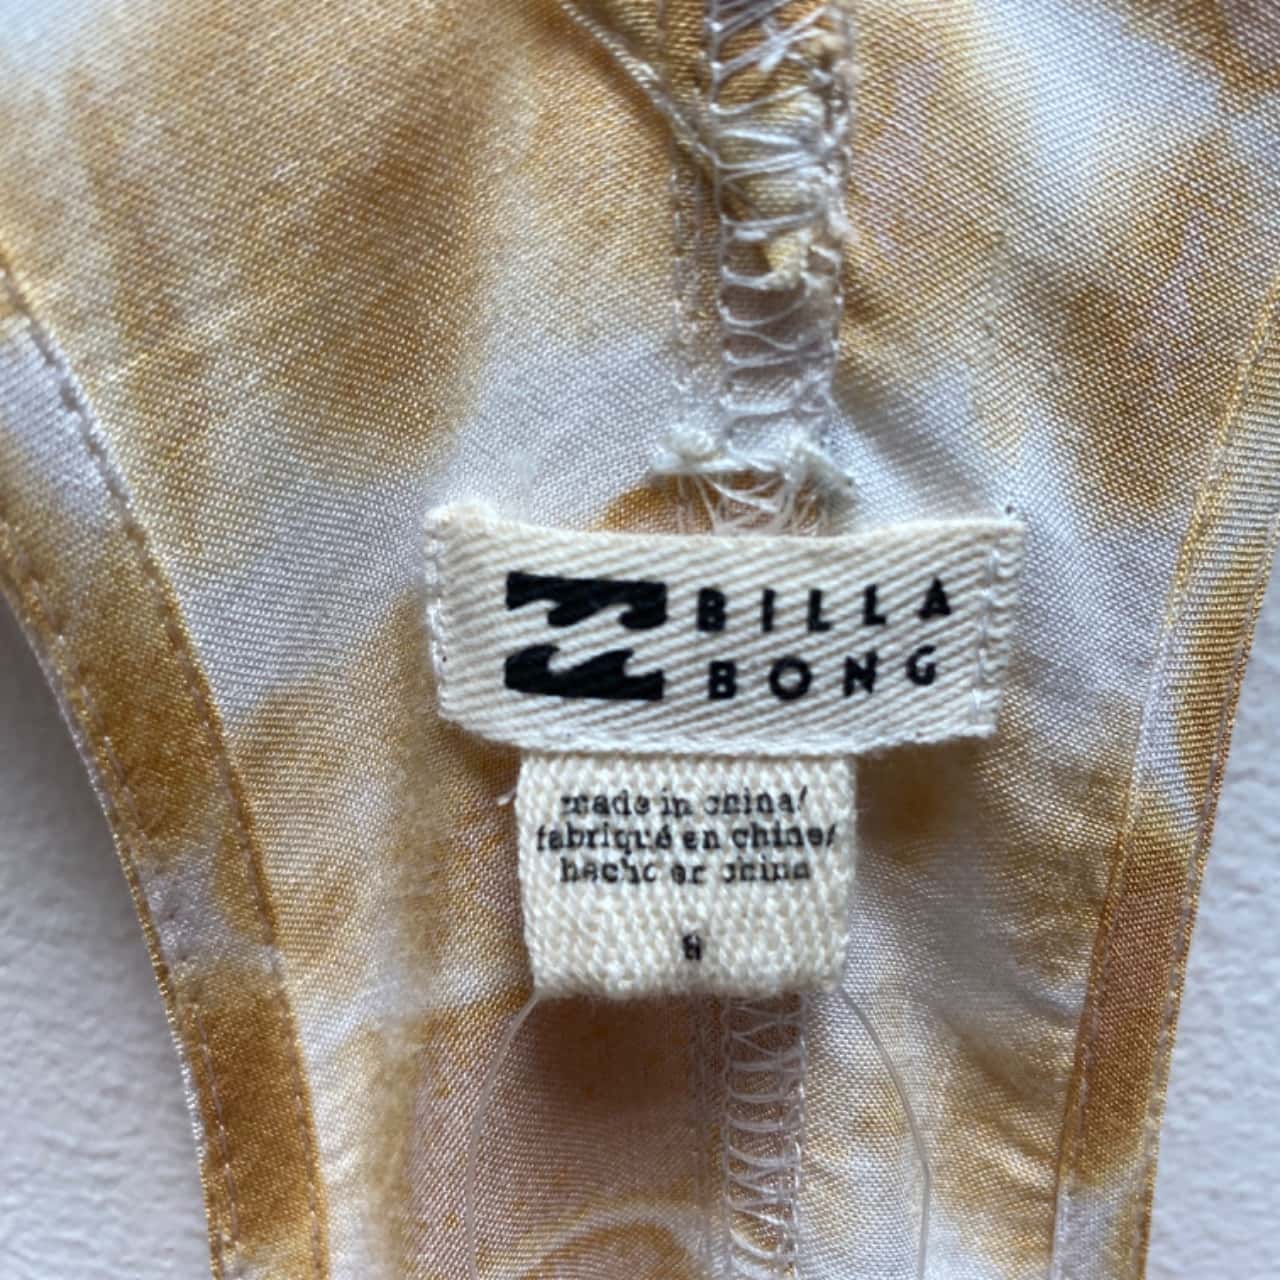 BILLA
BONG
made in china/
fabriqué en chine/
hecho en china